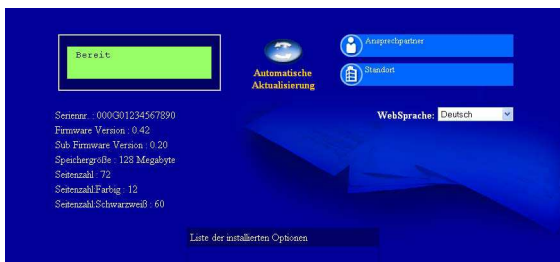 Bereit
Automatische
Aktualisierung
Ansprechpartner
Standort
WebSprache: Deutsch
Seriennr. : 000G01234567890
Firmware Version : 0.42
Sub Firmware Version : 0.20
Speichergröße : 128 Megabyte
Seitenzahl : 72
Seitenzahl:Farbig : 12
Seitenzahl:Schwarzweiß : 60
Liste der installierten Optionen